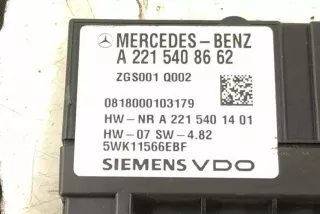 MERCEDES-BENZ
A 221 540 86 62
ZGS001 Q002
0818000103179
HW-NR A 221 540 14 01
HW-07 SW-4.82
5WK11566EBF
SIEMENS VDO